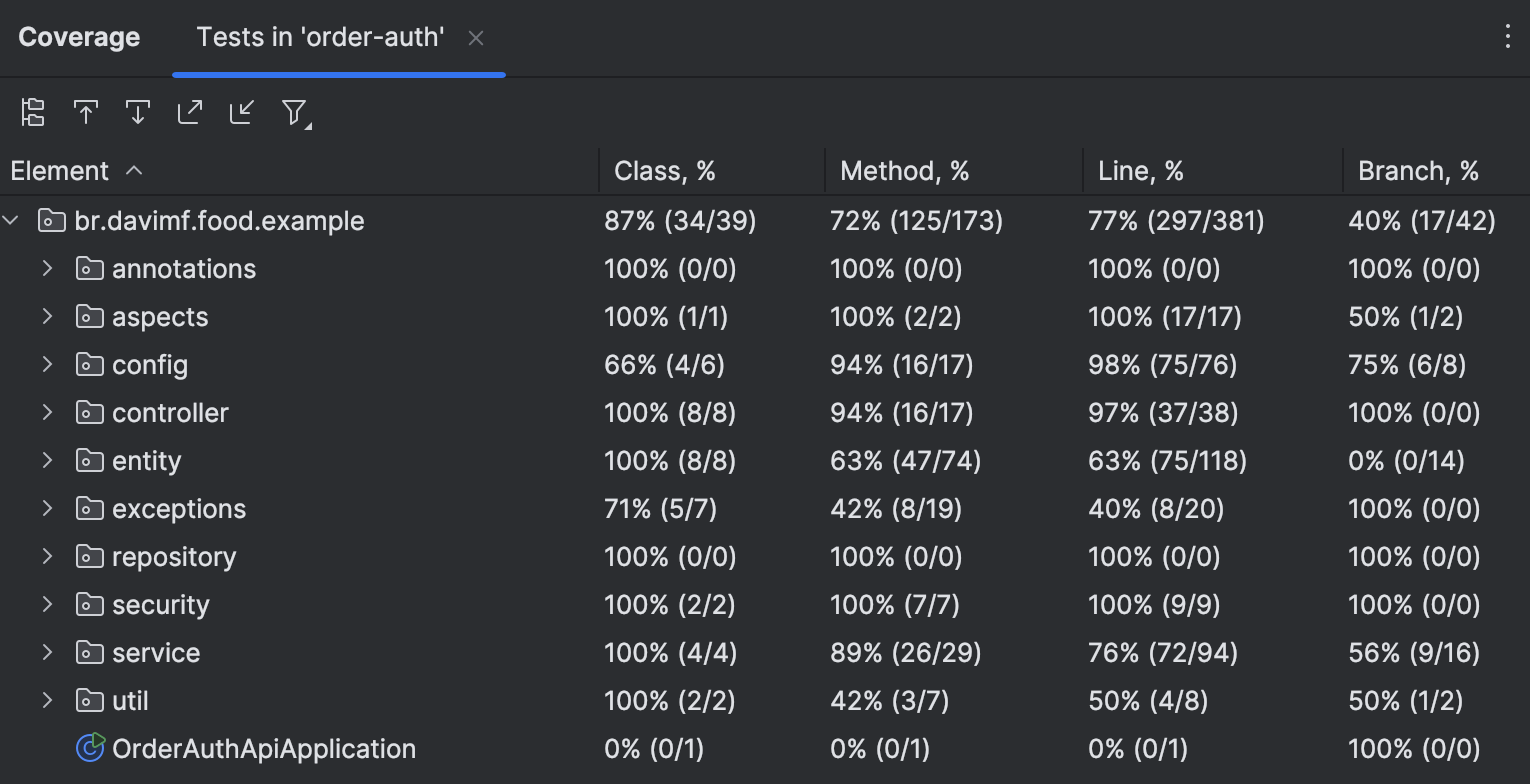 Coverage Tests in 'order-auth'
Element Class, % Method, % Line, % Branch, %
br.davimf.food.example 87% (34/39) 72% (125/173) 77% (297/381) 40% (17/42)
annotations 100% (0/0) 100% (0/0) 100% (0/0) 100% (0/0)
aspects 100% (1/1) 100% (2/2) 100% (17/17) 50% (1/2)
config 66% (4/6) 94% (16/17) 98% (75/76) 75% (6/8)
controller 100% (8/8) 94% (16/17) 97% (37/38) 100% (0/0)
entity 100% (8/8) 63% (47/74) 63% (75/118) 0% (0/14)
exceptions 71% (5/7) 42% (8/19) 40% (8/20) 100% (0/0)
repository 100% (0/0) 100% (0/0) 100% (0/0) 100% (0/0)
security 100% (2/2) 100% (7/7) 100% (9/9) 100% (0/0)
service 100% (4/4) 89% (26/29) 76% (72/94) 56% (9/16)
util 100% (2/2) 42% (3/7) 50% (4/8) 50% (1/2)
OrderAuthApiApplication 0% (0/1) 0% (0/1) 0% (0/1) 100% (0/0)